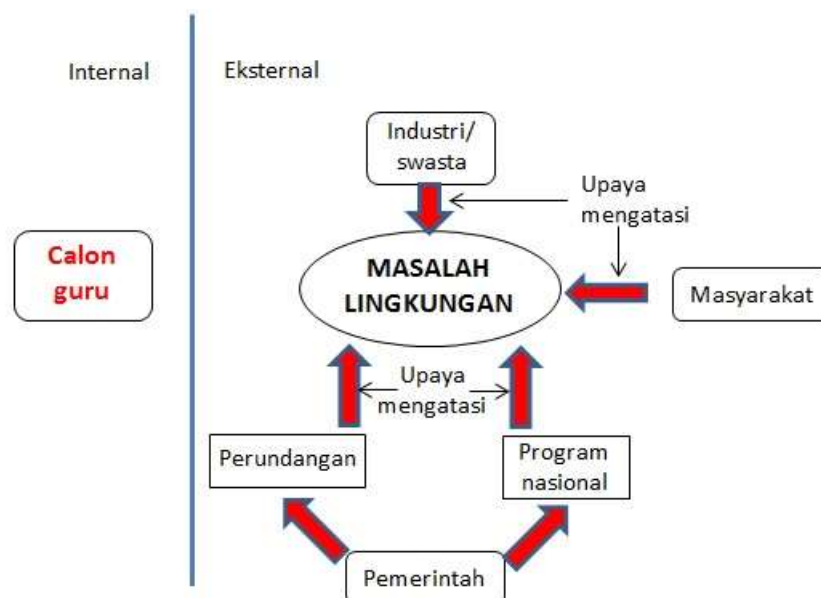 Internal
Eksternal
Industri/
swasta
Upaya
mengatasi
Calon
guru
MASALAH
LINGKUNGAN
Masyarakat
Upaya
mengatasi
Perundangan
Program
nasional
Pemerintah